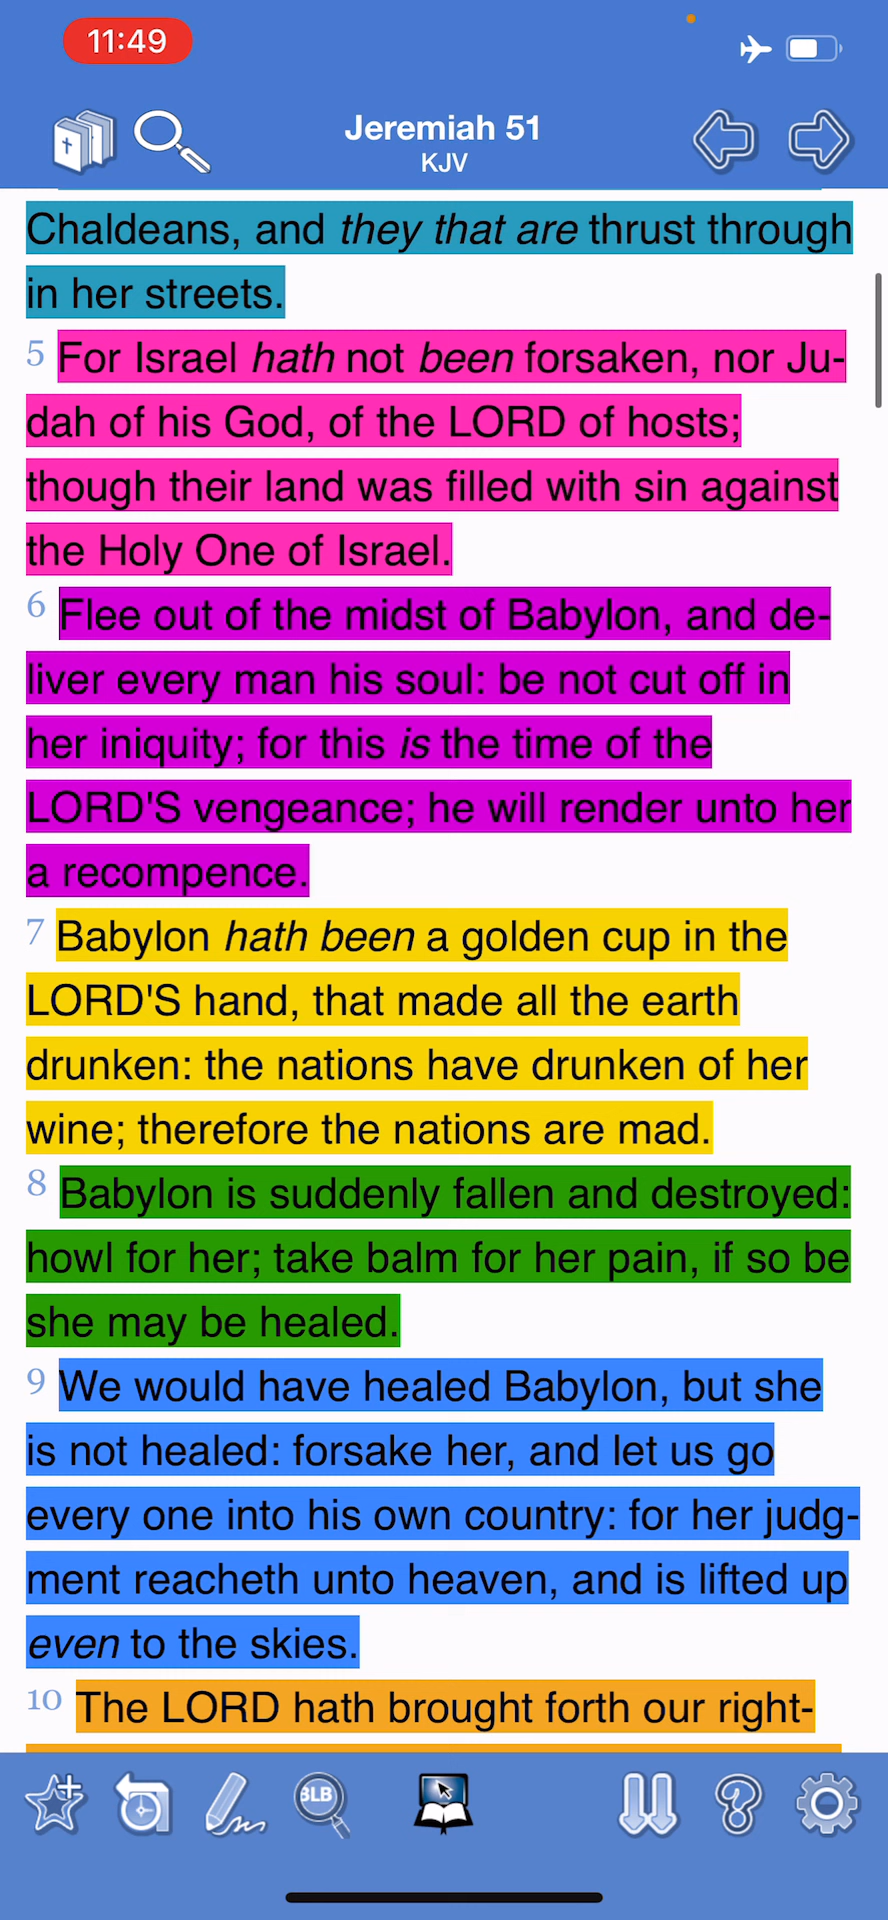 11:49
Jeremiah 51
KJV
Chaldeans, and they that are thrust through
in her streets.
5 For Israel hath not been forsaken, nor Ju-
dah of his God, of the LORD of hosts;
though their land was filled with sin against
the Holy One of Israel.
6 Flee out of the midst of Babylon, and de-
liver every man his soul: be not cut off in
her iniquity; for this is the time of the
LORD'S vengeance; he will render unto her
a recompence.
7 Babylon hath been a golden cup in the
LORD'S hand, that made all the earth
drunken: the nations have drunken of her
wine; therefore the nations are mad.
8 Babylon is suddenly fallen and destroyed:
howl for her; take balm for her pain, if so be
she may be healed.
9 We would have healed Babylon, but she
is not healed: forsake her, and let us go
every one into his own country: for her judg-
ment reacheth unto heaven, and is lifted up
even to the skies.
10 The LORD hath brought forth our right-
BLB